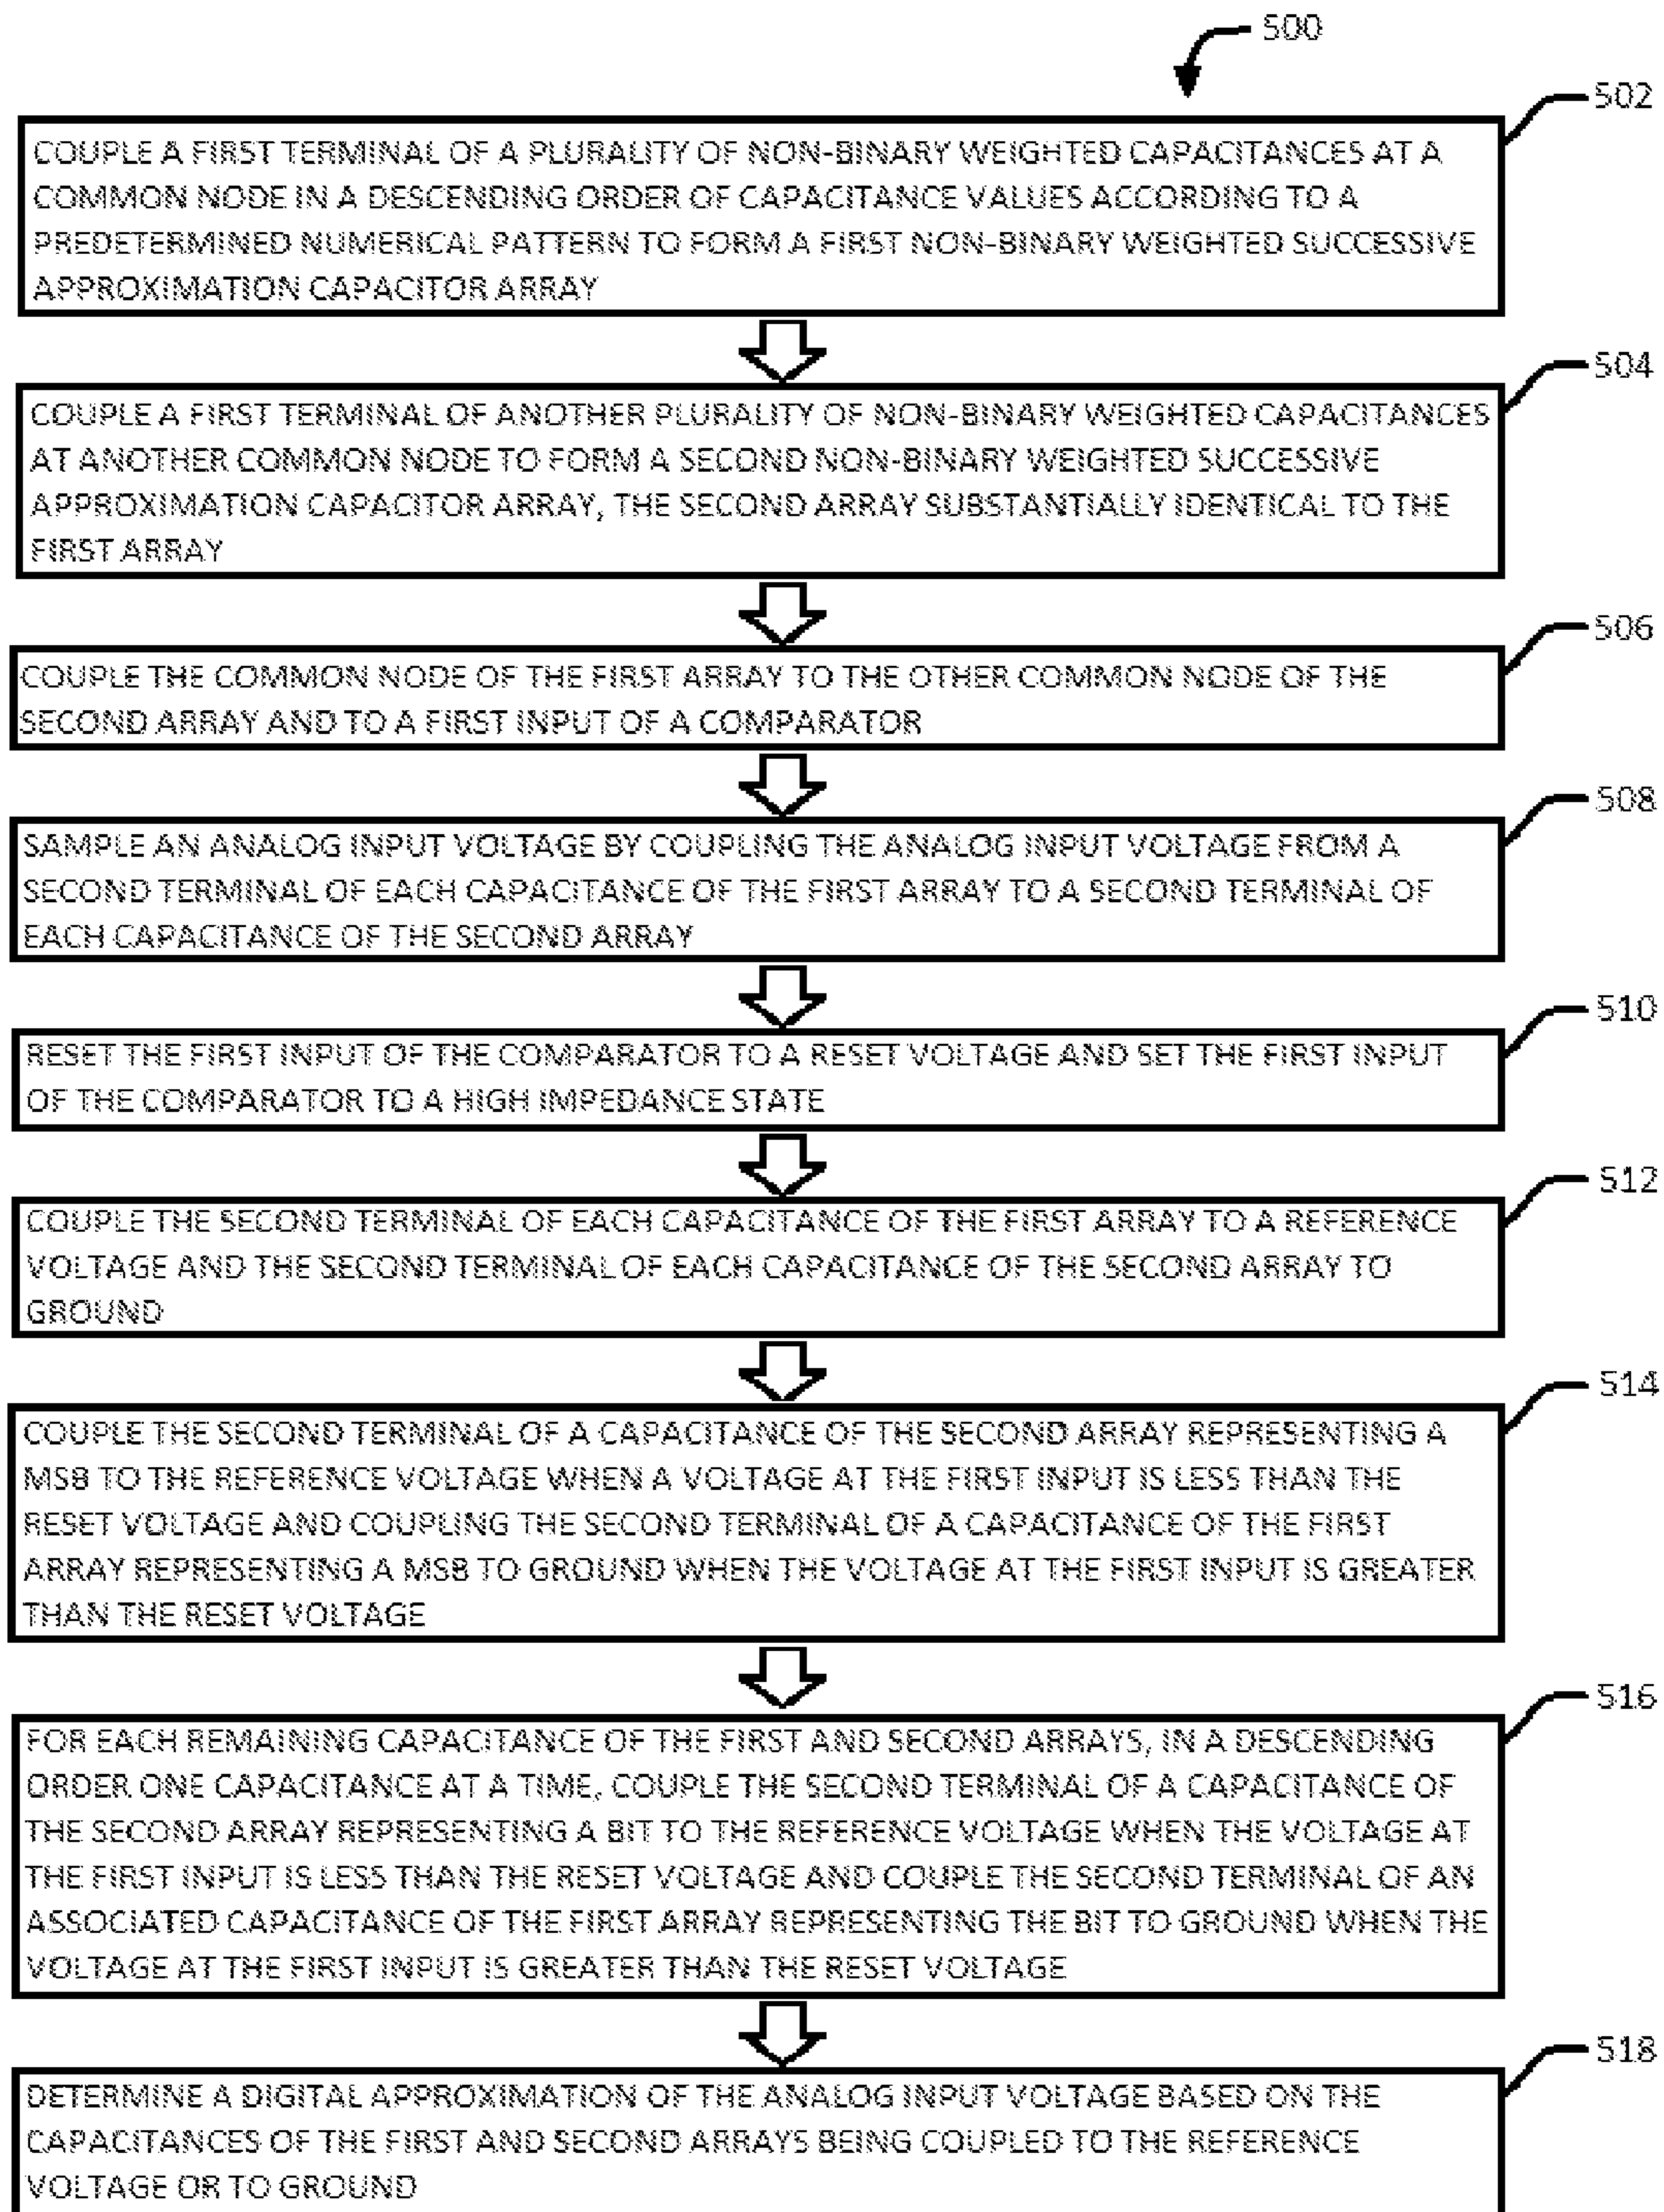 500
502
COUPLE A FIRST TERMINAL OF A PLURALITY OF NON-BINARY WEIGHTED CAPACITANCES AT A
COMMON NODE IN A DESCENDING ORDER OF CAPACITANCE VALUES ACCORDING TO A
PREDETERMINED NUMERICAL PATTERN TO FORM A FIRST NON-BINARY WEIGHTED SUCCESSIVE
APPROXIMATION CAPACITOR ARRAY
504
COUPLE A FIRST TERMINAL OF ANOTHER PLURALITY OF NON-BINARY WEIGHTED CAPACITANCES
AT ANOTHER COMMON NODE TO FORM A SECOND NON-BINARY WEIGHTED SUCCESSIVE
APPROXIMATION CAPACITOR ARRAY, THE SECOND ARRAY SUBSTANTIALLY IDENTICAL TO THE
FIRST ARRAY
506
COUPLE THE COMMON NODE OF THE FIRST ARRAY TO THE OTHER COMMON NODE OF THE
SECOND ARRAY AND TO A FIRST INPUT OF A COMPARATOR
508
SAMPLE AN ANALOG INPUT VOLTAGE BY COUPLING THE ANALOG INPUT VOLTAGE FROM A
SECOND TERMINAL OF EACH CAPACITANCE OF THE FIRST ARRAY TO A SECOND TERMINAL OF
EACH CAPACITANCE OF THE SECOND ARRAY
510
RESET THE FIRST INPUT OF THE COMPARATOR TO A RESET VOLTAGE AND SET THE FIRST INPUT
OF THE COMPARATOR TO A HIGH IMPEDANCE STATE
512
COUPLE THE SECOND TERMINAL OF EACH CAPACITANCE OF THE FIRST ARRAY TO A REFERENCE
VOLTAGE AND THE SECOND TERMINAL OF EACH CAPACITANCE OF THE SECOND ARRAY TO
GROUND
514
COUPLE THE SECOND TERMINAL OF A CAPACITANCE OF THE SECOND ARRAY REPRESENTING A
MSB TO THE REFERENCE VOLTAGE WHEN A VOLTAGE AT THE FIRST INPUT IS LESS THAN THE
RESET VOLTAGE AND COUPLING THE SECOND TERMINAL OF A CAPACITANCE OF THE FIRST
ARRAY REPRESENTING A MSB TO GROUND WHEN THE VOLTAGE AT THE FIRST INPUT IS GREATER
THAN THE RESET VOLTAGE
516
FOR EACH REMAINING CAPACITANCE OF THE FIRST AND SECOND ARRAYS, IN A DESCENDING
ORDER ONE CAPACITANCE AT A TIME, COUPLE THE SECOND TERMINAL OF A CAPACITANCE OF
THE SECOND ARRAY REPRESENTING A BIT TO THE REFERENCE VOLTAGE WHEN THE VOLTAGE AT
THE FIRST INPUT IS LESS THAN THE RESET VOLTAGE AND COUPLE THE SECOND TERMINAL OF AN
ASSOCIATED CAPACITANCE OF THE FIRST ARRAY REPRESENTING THE BIT TO GROUND WHEN THE
VOLTAGE AT THE FIRST INPUT IS GREATER THAN THE RESET VOLTAGE
518
DETERMINE A DIGITAL APPROXIMATION OF THE ANALOG INPUT VOLTAGE BASED ON THE
CAPACITANCES OF THE FIRST AND SECOND ARRAYS BEING COUPLED TO THE REFERENCE
VOLTAGE OR TO GROUND